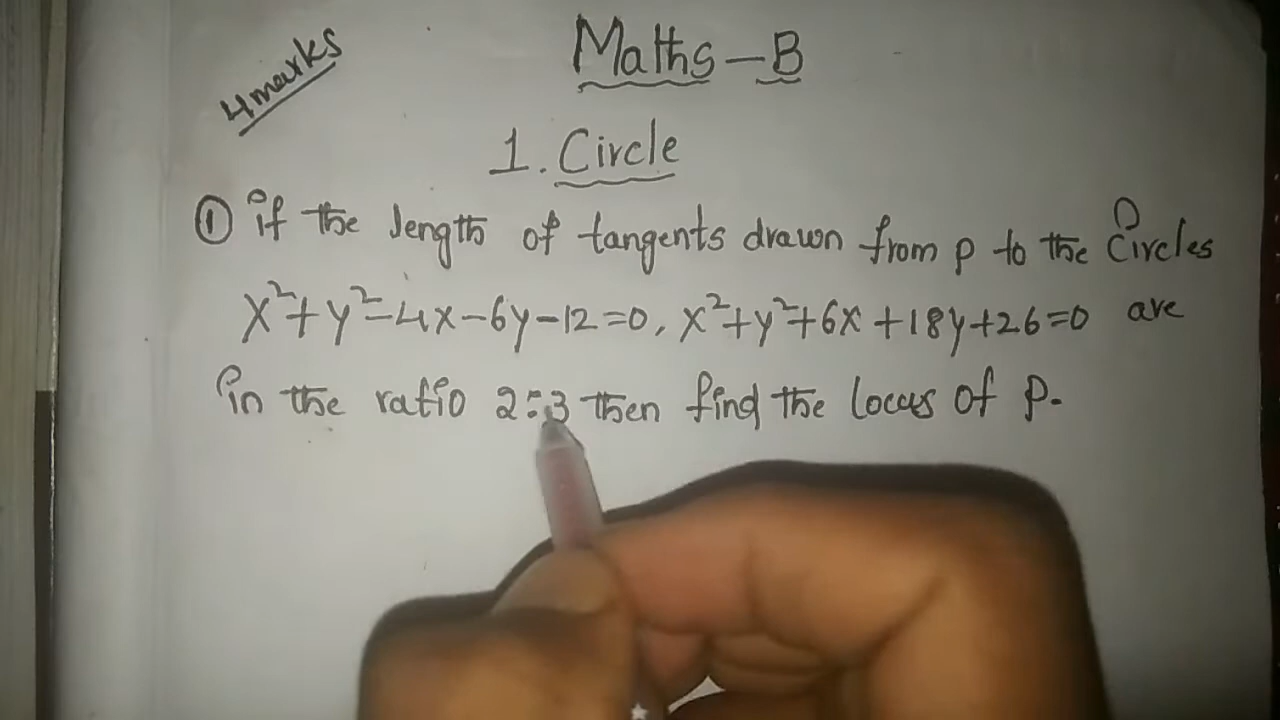 4marks
Maths-B
1. Circle
① if the length of tangents drawn from p to the Circles
x²+y²-4x-6y-12=0, x²+y²+6x+18y+26=0 are
in the ratio 2:3 then find the locus of P.